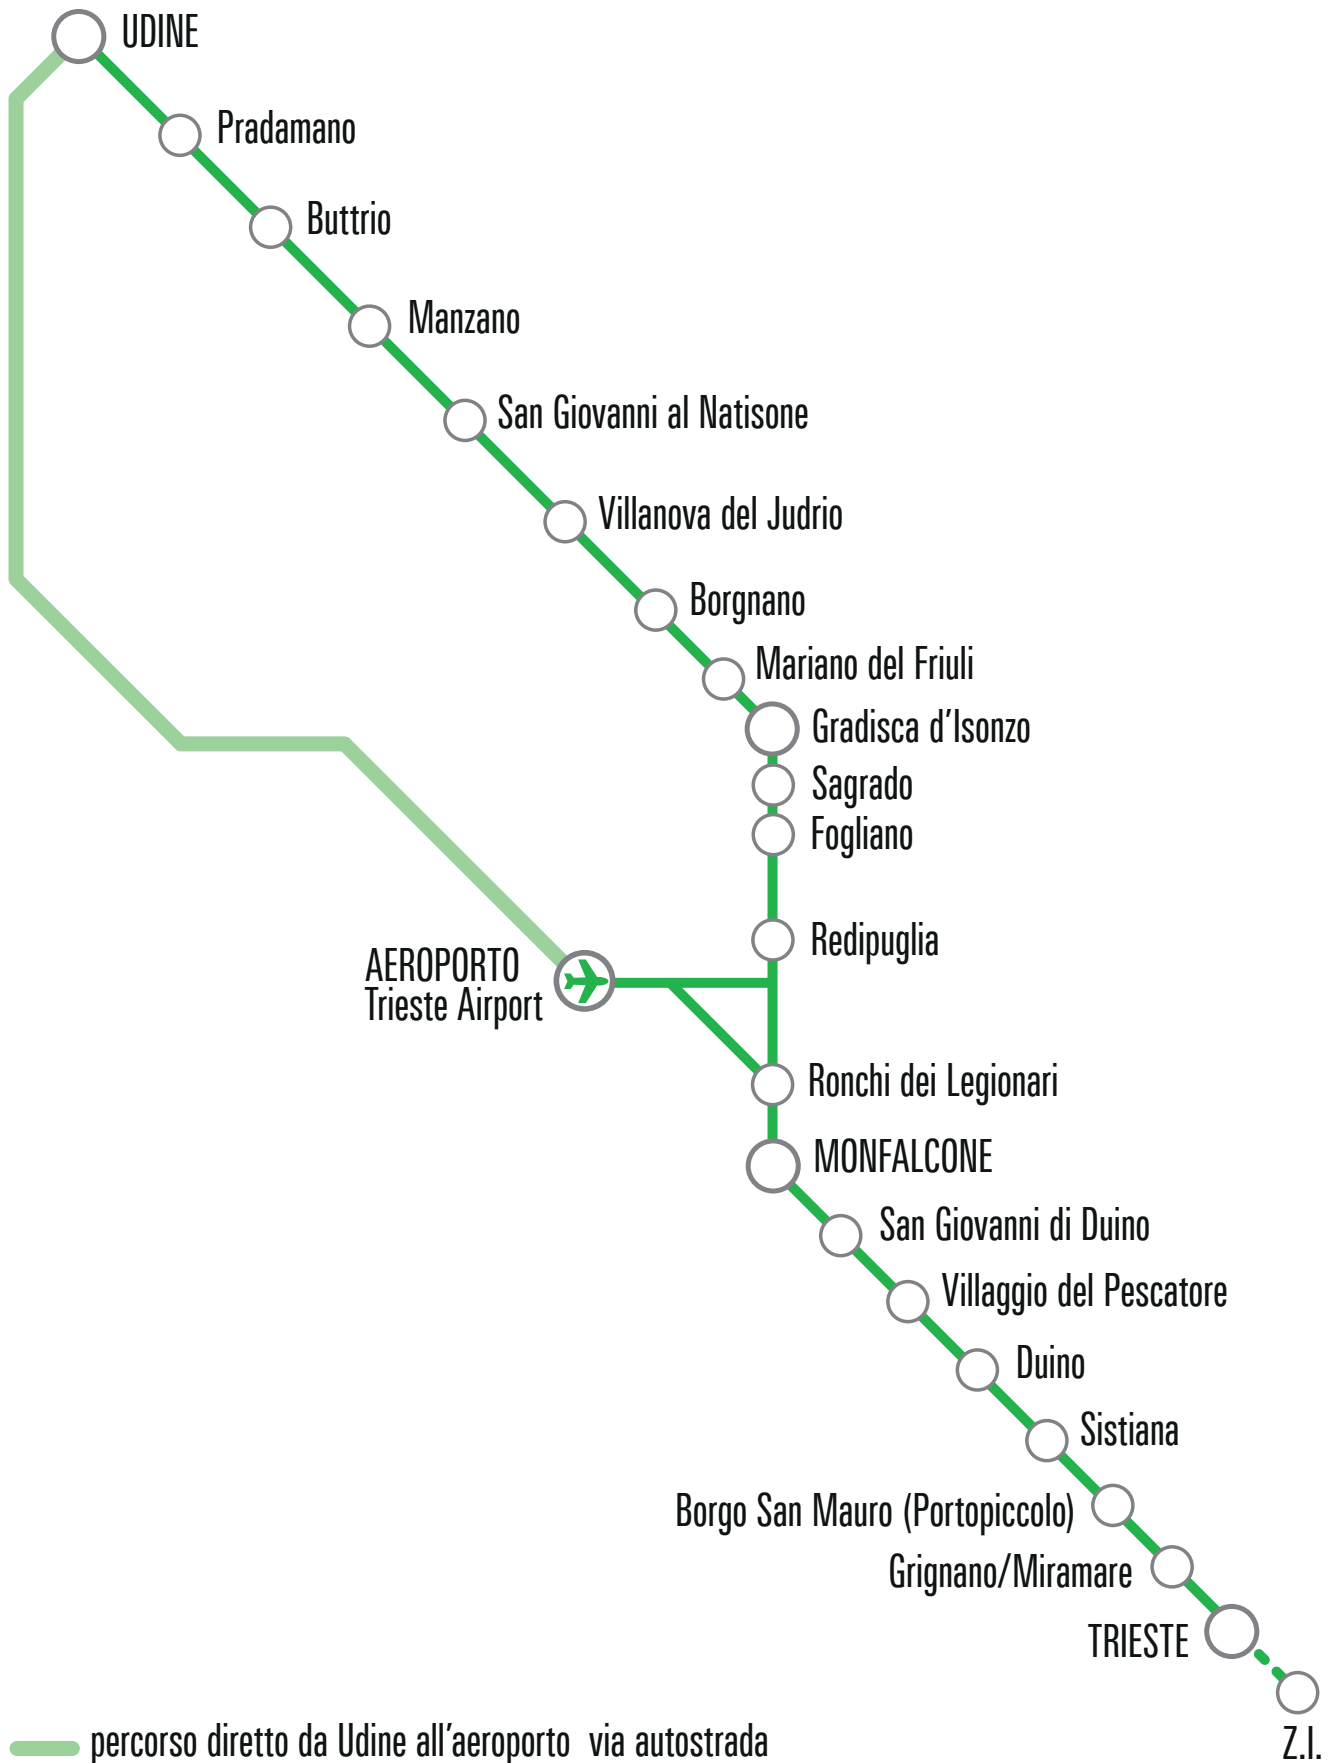 UDINE
Pradamano
Buttrio
Manzano
San Giovanni al Natisone
Villanova del Judrio
Borgnano
Mariano del Friuli
Gradisca d’Isonzo
Sagrado
Fogliano
Redipuglia
AEROPORTO
Trieste Airport
Ronchi dei Legionari
MONFALCONE
San Giovanni di Duino
Villaggio del Pescatore
Duino
Sistiana
Borgo San Mauro (Portopiccolo)
Grignano/Miramare
TRIESTE
Z.I.
percorso diretto da Udine all’aeroporto via autostrada